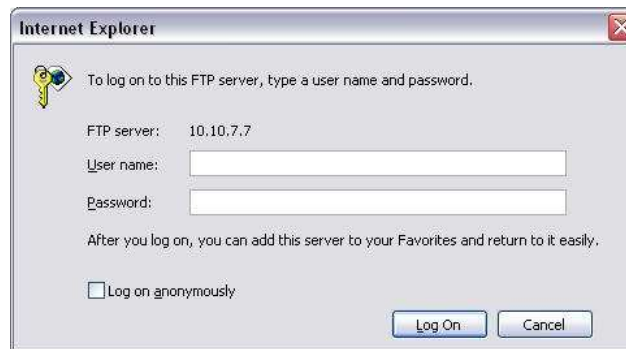 Internet Explorer
To log on to this FTP server, type a user name and password.
FTP server: 10.10.7.7
User name:
Password:
After you log on, you can add this server to your Favorites and return to it easily.
Log on anonymously
Log On Cancel